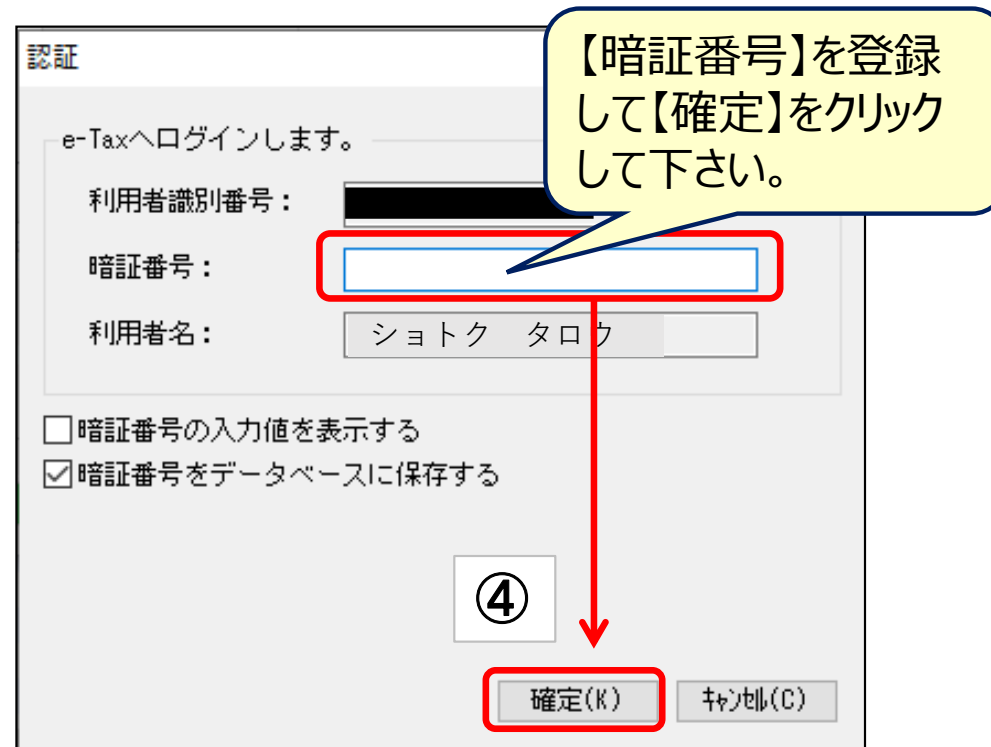 認証
【暗証番号】を登録
して【確定】をクリック
して下さい。
e-Taxへログインします。
利用者識別番号：
暗証番号：
利用者名：
ショトク　タロウ
暗証番号の入力値を表示する
暗証番号をデータベースに保存する
④
確定(K)
ｷｬﾝｾﾙ(C)